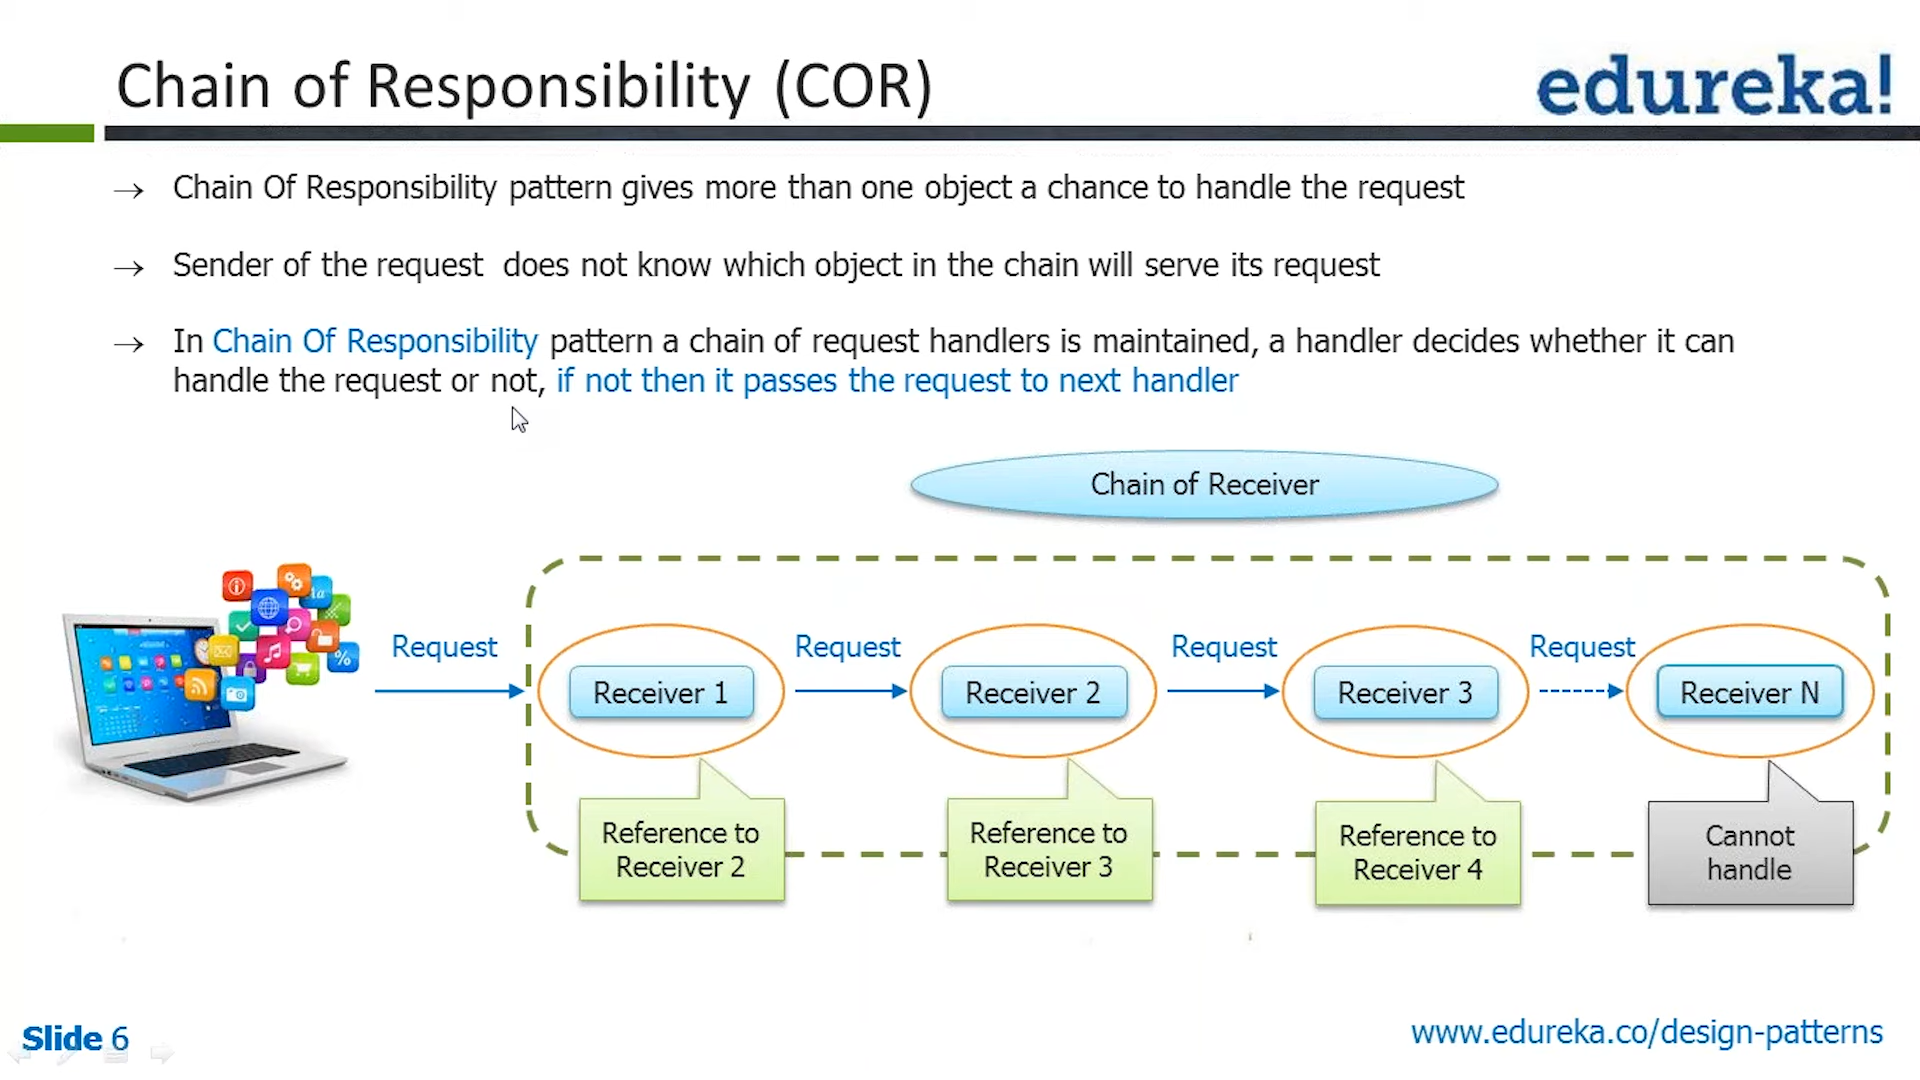 Chain of Responsibility (COR)
edureka!
→ Chain Of Responsibility pattern gives more than one object a chance to handle the request
→ Sender of the request does not know which object in the chain will serve its request
→ In Chain Of Responsibility pattern a chain of request handlers is maintained, a handler decides whether it can
handle the request or not, if not then it passes the request to next handler
Chain of Receiver
Request
Request
Request
Request
Receiver 1
Receiver 2
Receiver 3
Receiver N
Reference to
Receiver 2
Reference to
Receiver 3
Reference to
Receiver 4
Cannot
handle
Slide 6
www.edureka.co/design-patterns